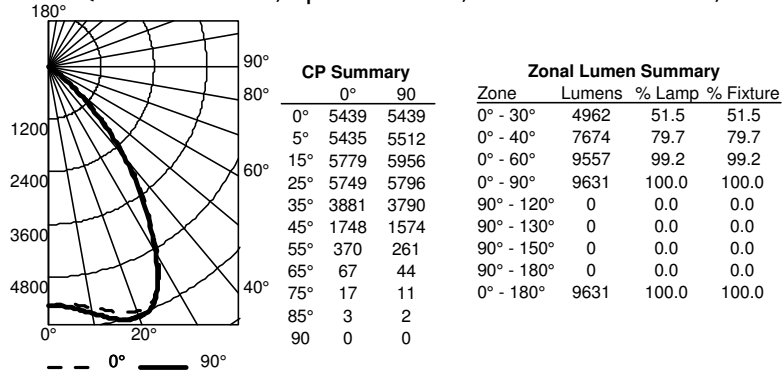 180°
90°
80°
1200
60°
2400
3600
4800
40°
0° 20°
0° 90°
CP Summary
0° 90
0° 5439 5439
5° 5435 5512
15° 5779 5956
25° 5749 5796
35° 3881 3790
45° 1748 1574
55° 370 261
65° 67 44
75° 17 11
85° 3 2
90 0 0
Zonal Lumen Summary
Zone Lumens % Lamp % Fixture
0° - 30° 4962 51.5 51.5
0° - 40° 7674 79.7 79.7
0° - 60° 9557 99.2 99.2
0° - 90° 9631 100.0 100.0
90° - 120° 0 0.0 0.0
90° - 130° 0 0.0 0.0
90° - 150° 0 0.0 0.0
90° - 180° 0 0.0 0.0
0° - 180° 9631 100.0 100.0